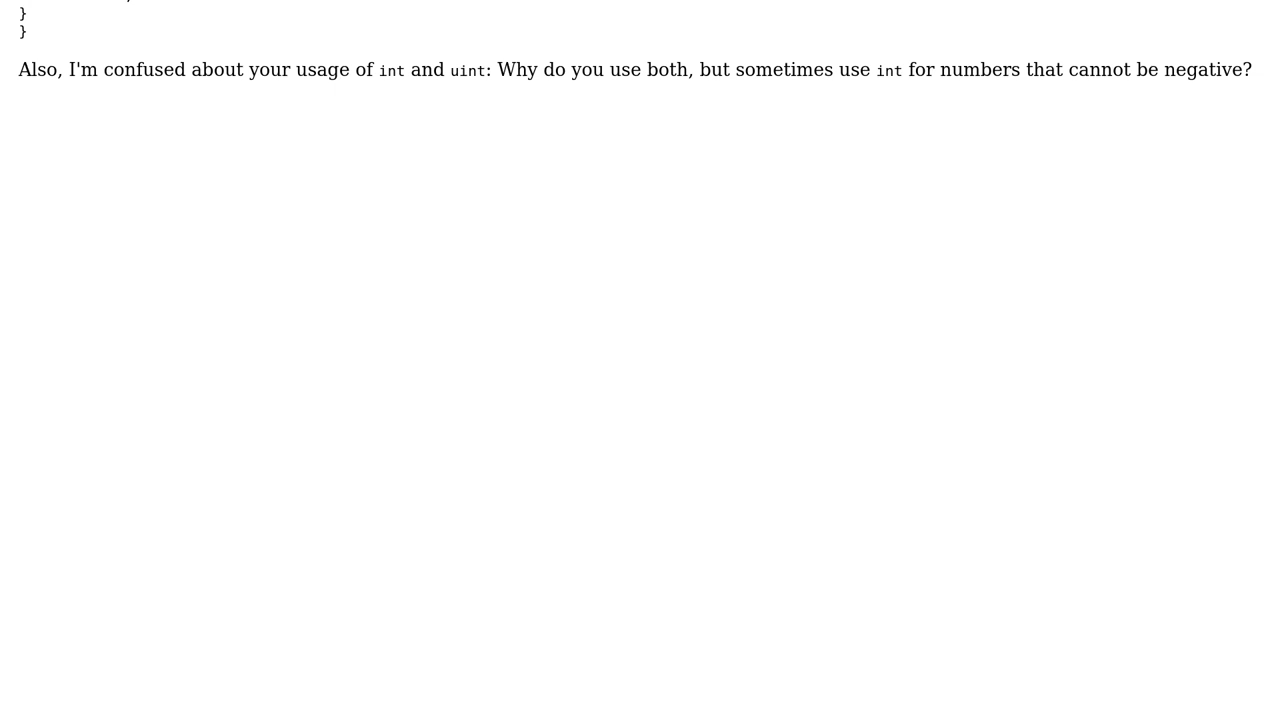 }
}
Also, I'm confused about your usage of int and uint: Why do you use both, but sometimes use int for numbers that cannot be negative?